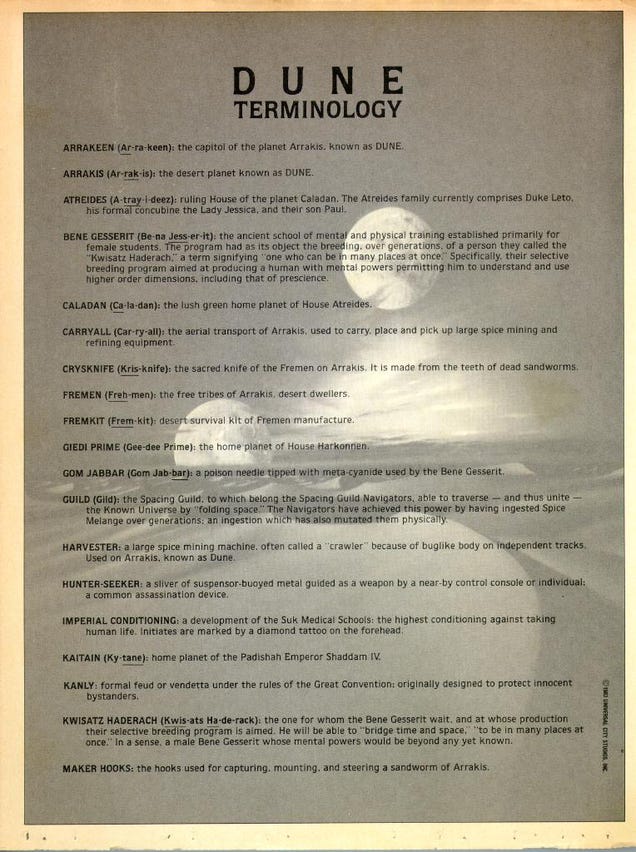 DUNE
TERMINOLOGY
ARRAKEEN (Ar-ra-keen): the capitol of the planet Arrakis, known as DUNE.
ARRAKIS (Ar-rak-is): the desert planet known as DUNE.
ATREIDES (A-tray-i-deez): ruling House of the planet Caladan. The Atreides family currently comprises Duke Leto,
his formal concubine the Lady Jessica, and their son Paul.
BENE GESSERIT (Be-na Jess-er-it): the ancient school of mental and physical training established primarily for
female students. The program had as its object the breeding, over generations, of a person they called the
"Kwisatz Haderach," a term signifying "one who can be in many places at once." Specifically, their selective
breeding program aimed at producing a human with mental powers permitting him to understand and use
higher order dimensions, including that of prescience.
CALADAN (Ca-la-dan): the lush green home planet of House Atreides.
CARRYALL (Car-ry-all): the aerial transport of Arrakis, used to carry, place and pick up large spice mining and
refining equipment.
CRYSKNIFE (Kris-knife): the sacred knife of the Fremen on Arrakis. It is made from the teeth of dead sandworms.
FREMEN (Freh-men): the free tribes of Arrakis, desert dwellers.
FREMKIT (Frem-kit): desert survival kit of Fremen manufacture.
GIEDI PRIME (Gee-dee Prime): the home planet of House Harkonnen.
GOM JABBAR (Gom Jab-bar): a poison needle tipped with meta-cyanide used by the Bene Gesserit.
GUILD (Gild): the Spacing Guild, to which belong the Spacing Guild Navigators, able to traverse — and thus unite —
the Known Universe by "folding space." The Navigators have achieved this power by having ingested Spice
Melange over generations; an ingestion which has also mutated them physically.
HARVESTER: a large spice mining machine, often called a "crawler" because of buglike body on independent tracks.
Used on Arrakis, known as Dune.
HUNTER-SEEKER: a sliver of suspensor-buoyed metal guided as a weapon by a near-by control console or individual;
a common assassination device.
IMPERIAL CONDITIONING: a development of the Suk Medical Schools: the highest conditioning against taking
human life. Initiates are marked by a diamond tattoo on the forehead.
KAITAIN (Ky-tane): home planet of the Padishah Emperor Shaddam IV.
KANLY: formal feud or vendetta under the rules of the Great Convention; originally designed to protect innocent
bystanders.
KWISATZ HADERACH (Kwis-ats Ha-de-rack): the one for whom the Bene Gesserit wait, and at whose production
their selective breeding program is aimed. He will be able to "bridge time and space," "to be in many places at
once." In a sense, a male Bene Gesserit whose mental powers would be beyond any yet known.
MAKER HOOKS: the hooks used for capturing, mounting, and steering a sandworm of Arrakis.
© 1983 UNIVERSAL CITY STUDIOS, INC.